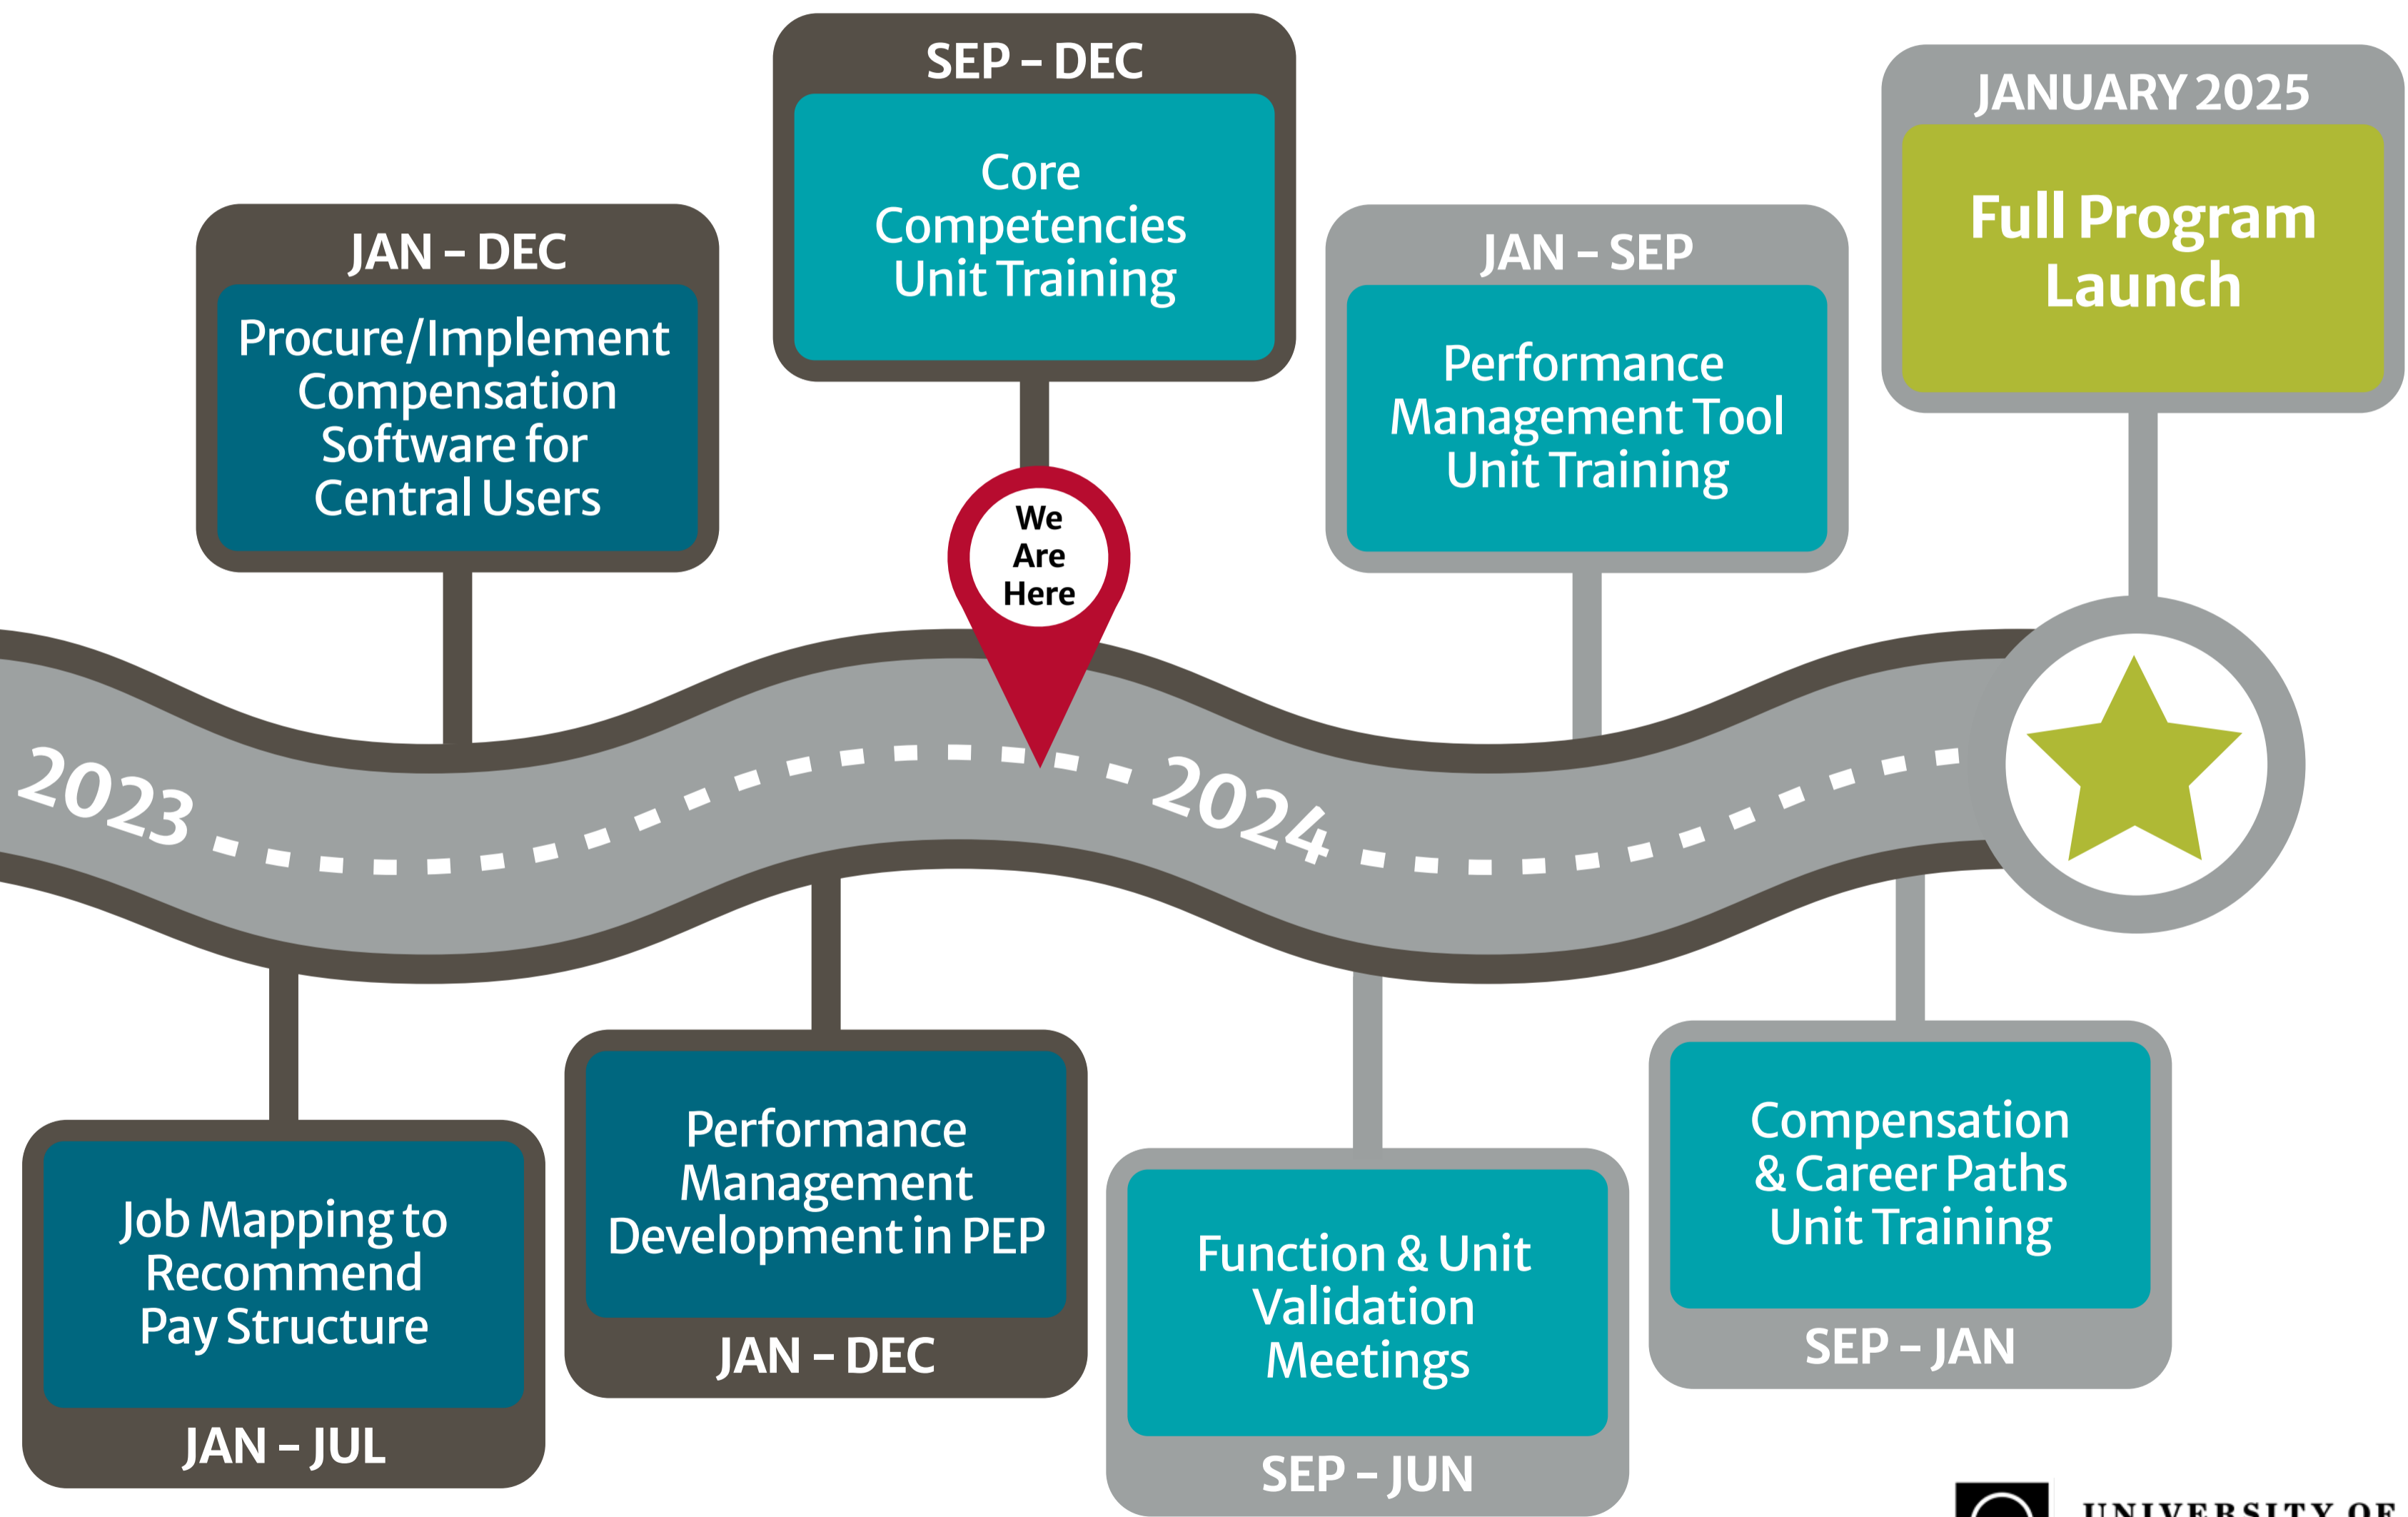 SEP – DEC
Core
Competencies
Unit Training
JANUARY 2025
Full Program
Launch
JAN – DEC
Procure/Implement
Compensation
Software for
Central Users
JAN – SEP
Performance
Management Tool
Unit Training
We
Are
Here
2023
2024
Job Mapping to
Recommend
Pay Structure
JAN – JUL
Performance
Management
Development in PEP
JAN – DEC
Function & Unit
Validation
Meetings
SEP – JUN
Compensation
& Career Paths
Unit Training
SEP – JAN
UNIVERSITY OF